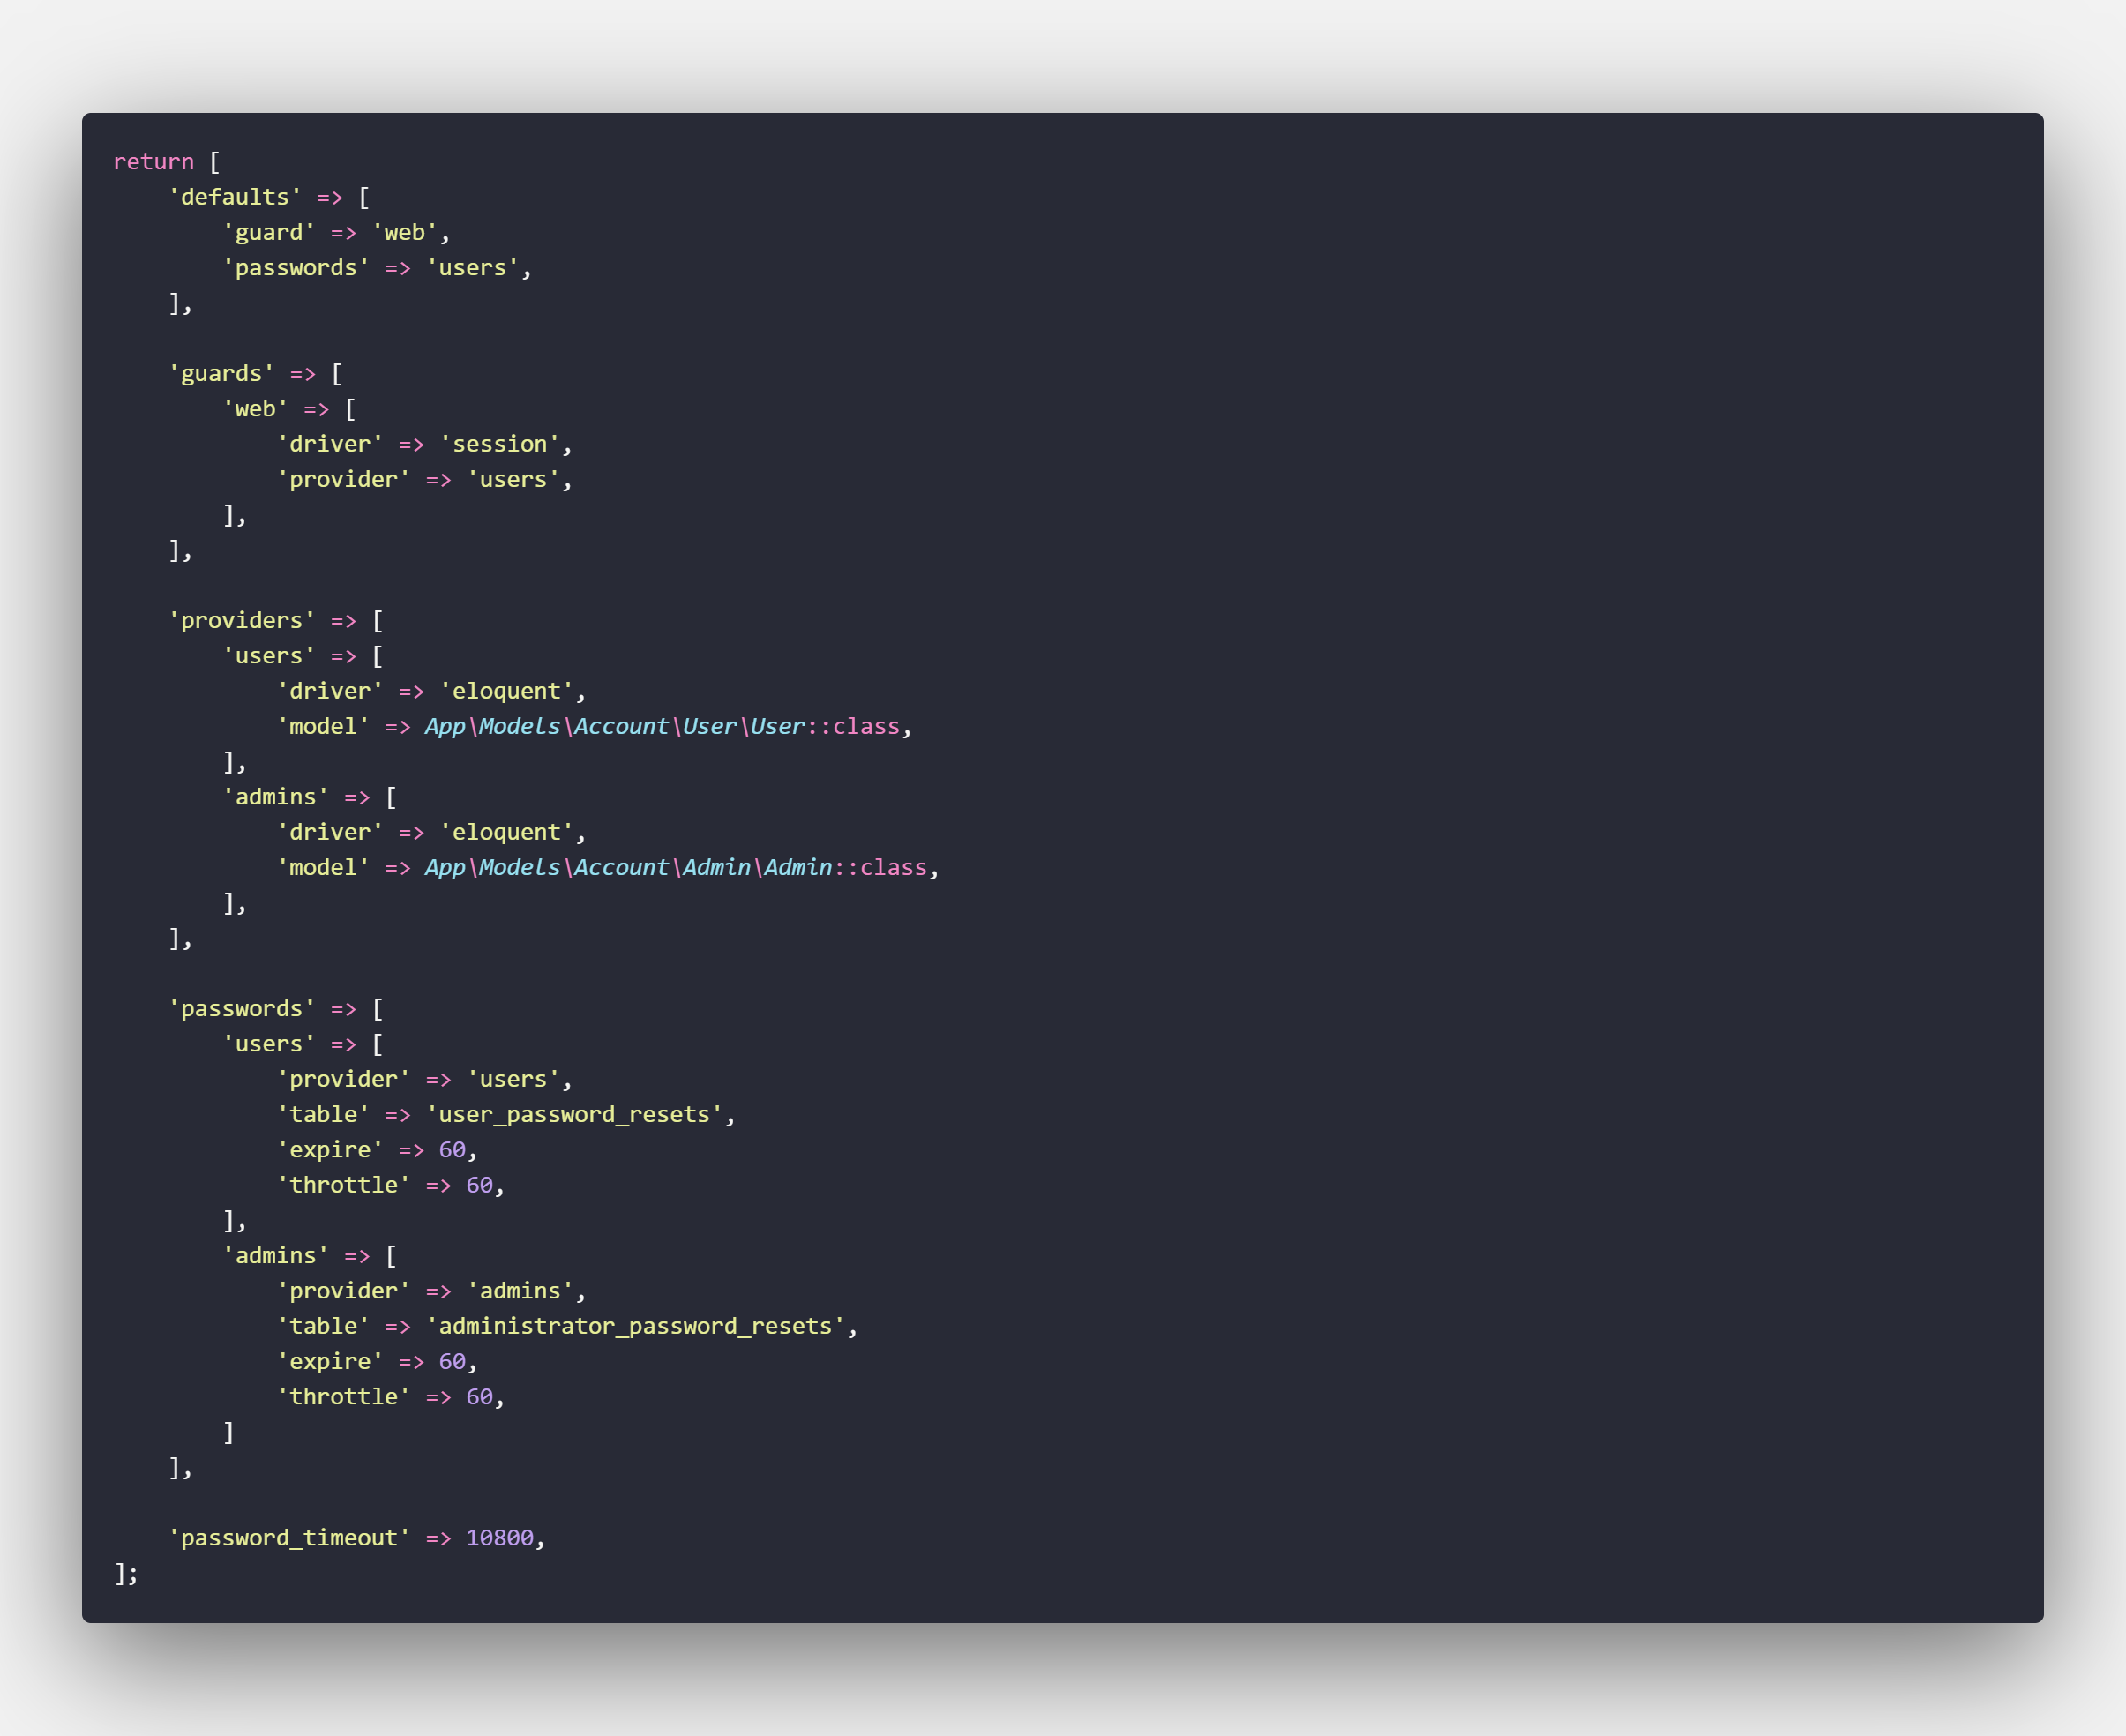 return [
    'defaults' => [
        'guard' => 'web',
        'passwords' => 'users',
    ],

    'guards' => [
        'web' => [
            'driver' => 'session',
            'provider' => 'users',
        ],
    ],

    'providers' => [
        'users' => [
            'driver' => 'eloquent',
            'model' => App\Models\Account\User\User::class,
        ],
        'admins' => [
            'driver' => 'eloquent',
            'model' => App\Models\Account\Admin\Admin::class,
        ],
    ],

    'passwords' => [
        'users' => [
            'provider' => 'users',
            'table' => 'user_password_resets',
            'expire' => 60,
            'throttle' => 60,
        ],
        'admins' => [
            'provider' => 'admins',
            'table' => 'administrator_password_resets',
            'expire' => 60,
            'throttle' => 60,
        ]
    ],

    'password_timeout' => 10800,
];